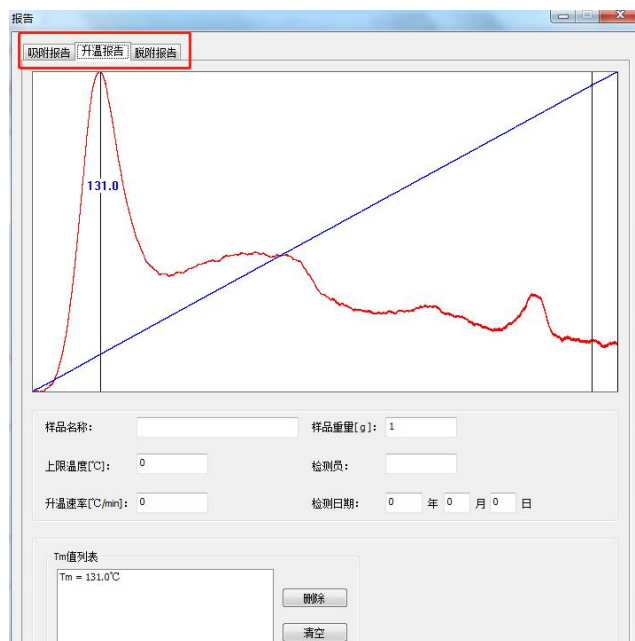 报告
吸附报告 升温报告 脱附报告
131.0
样品名称: 样品重量[g]: 1
上限温度[℃]: 0 检测员:
升温速率[℃/min]: 0 检测日期: 0 年 0 月 0 日
Tm值列表
Tm = 131.0℃
删除
清空